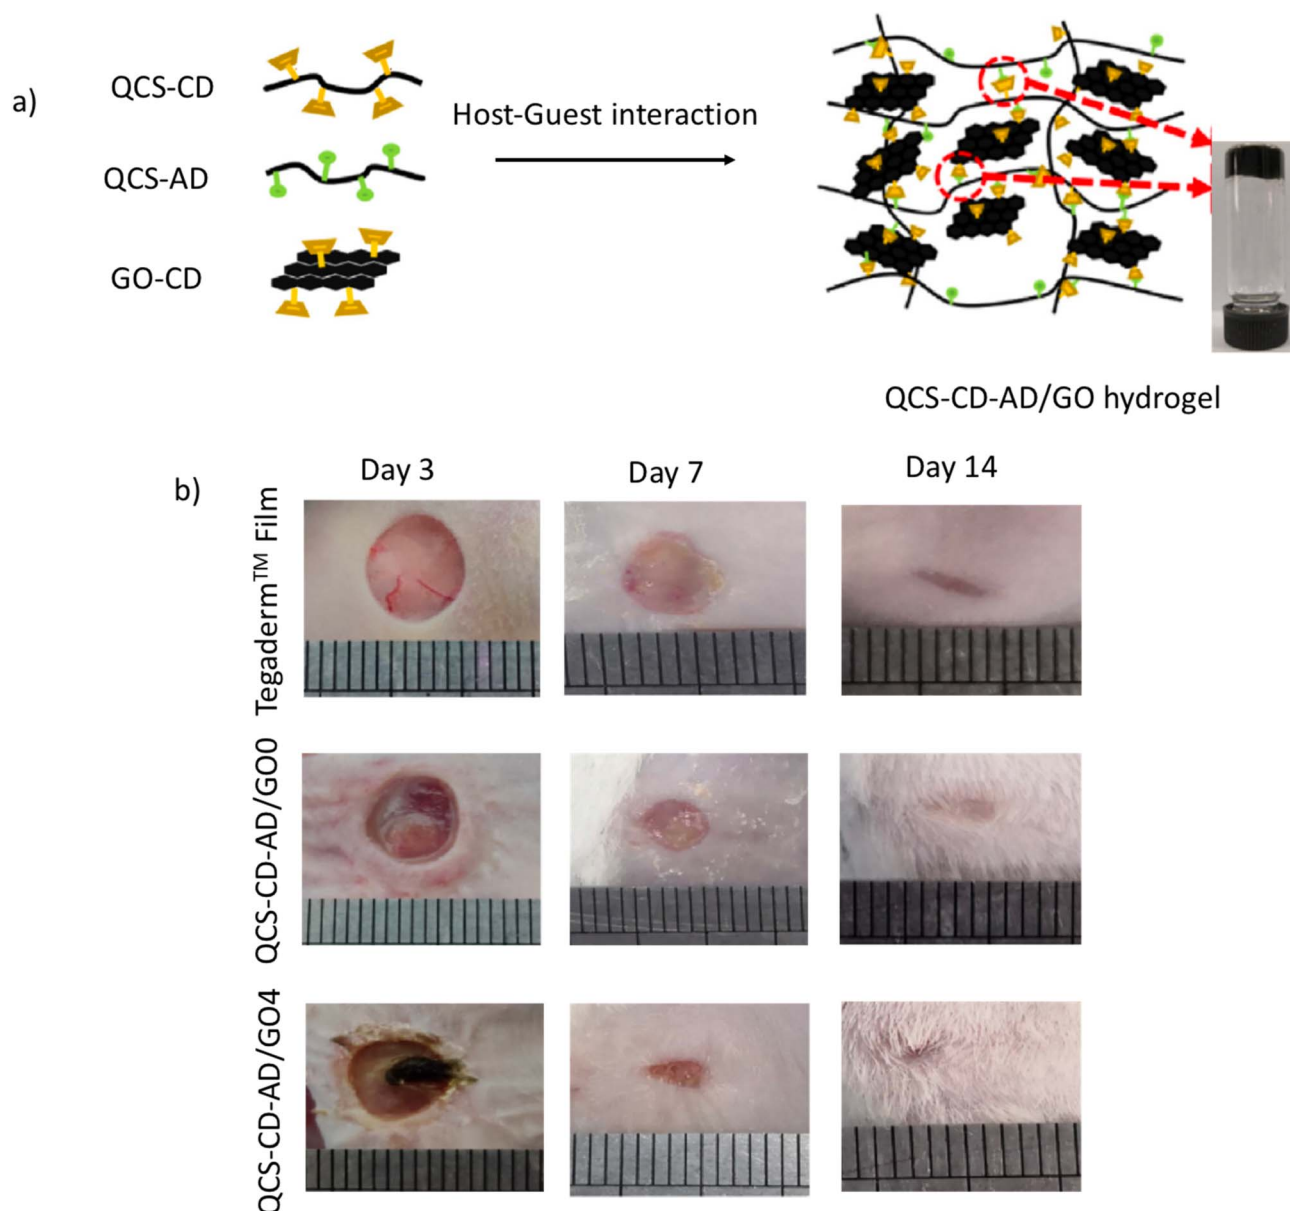 a)
QCS-CD
QCS-AD
GO-CD
Host-Guest interaction
QCS-CD-AD/GO hydrogel
b)
Day 3
Day 7
Day 14
Tegaderm™ Film
QCS-CD-AD/GO0
QCS-CD-AD/GO4